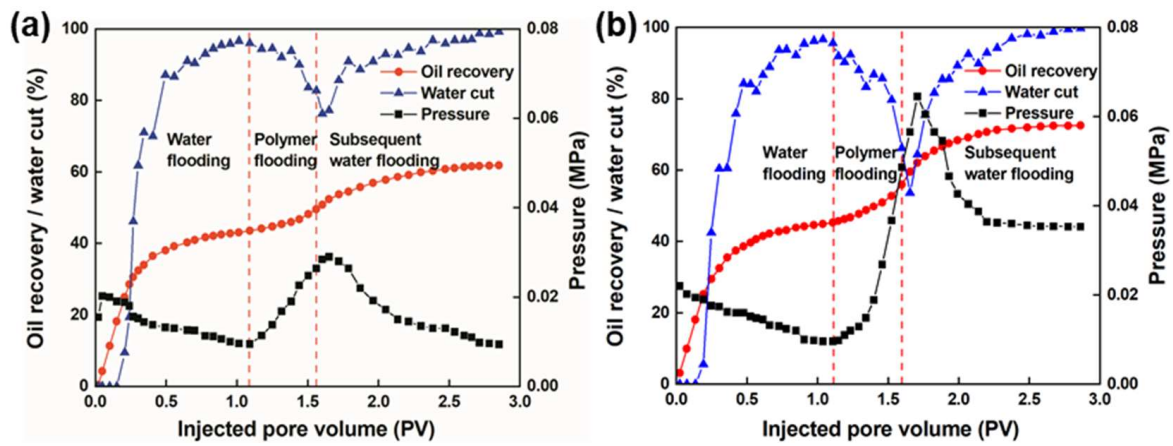 (a)
Oil recovery / water cut (%)
100
80
60
40
20
0
0.0
0.5
1.0
1.5
2.0
2.5
3.0
Injected pore volume (PV)
0.08
0.06
0.04
0.02
0.00
Pressure (MPa)
Oil recovery
Water cut
Pressure
Water
flooding
Polymer
flooding
Subsequent
water flooding
(b)
Oil recovery / water cut (%)
100
80
60
40
20
0
0.0
0.5
1.0
1.5
2.0
2.5
3.0
Injected pore volume (PV)
0.08
0.06
0.04
0.02
0.00
Pressure (MPa)
Oil recovery
Water cut
Pressure
Water
flooding
Polymer
flooding
Subsequent
water flooding